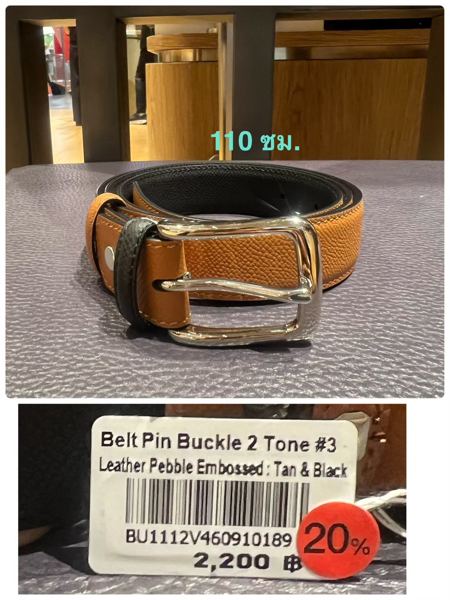 110 ซม.
Belt Pin Buckle 2 Tone #3
Leather Pebble Embossed : Tan & Black
BU1112V460910189
2,200 ฿
20%